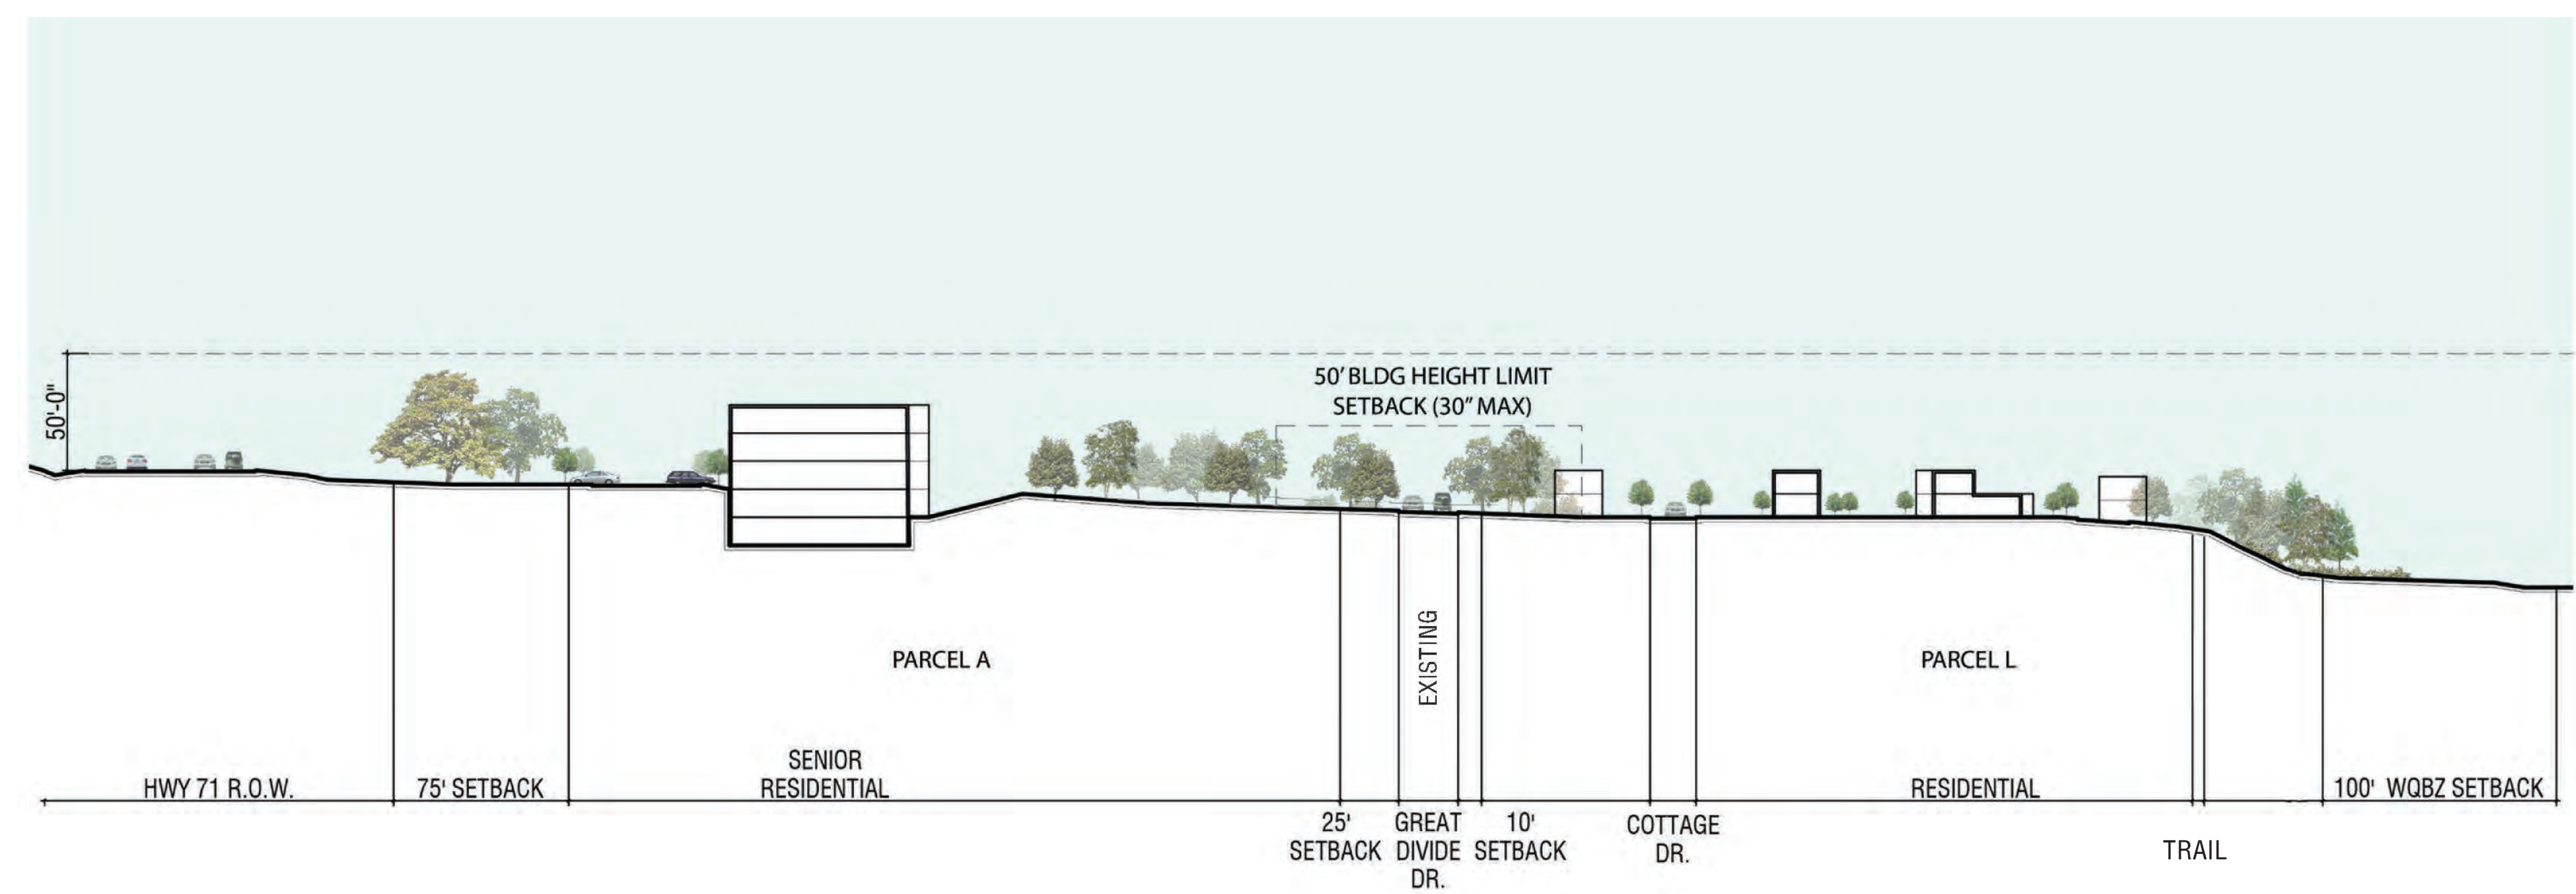 50'-0"
50' BLDG HEIGHT LIMIT
SETBACK (30" MAX)
EXISTING
PARCEL A
PARCEL L
SENIOR
RESIDENTIAL
HWY 71 R.O.W.
75' SETBACK
RESIDENTIAL
100' WQBZ SETBACK
25'
SETBACK
GREAT
DIVIDE
DR.
10'
SETBACK
COTTAGE
DR.
TRAIL